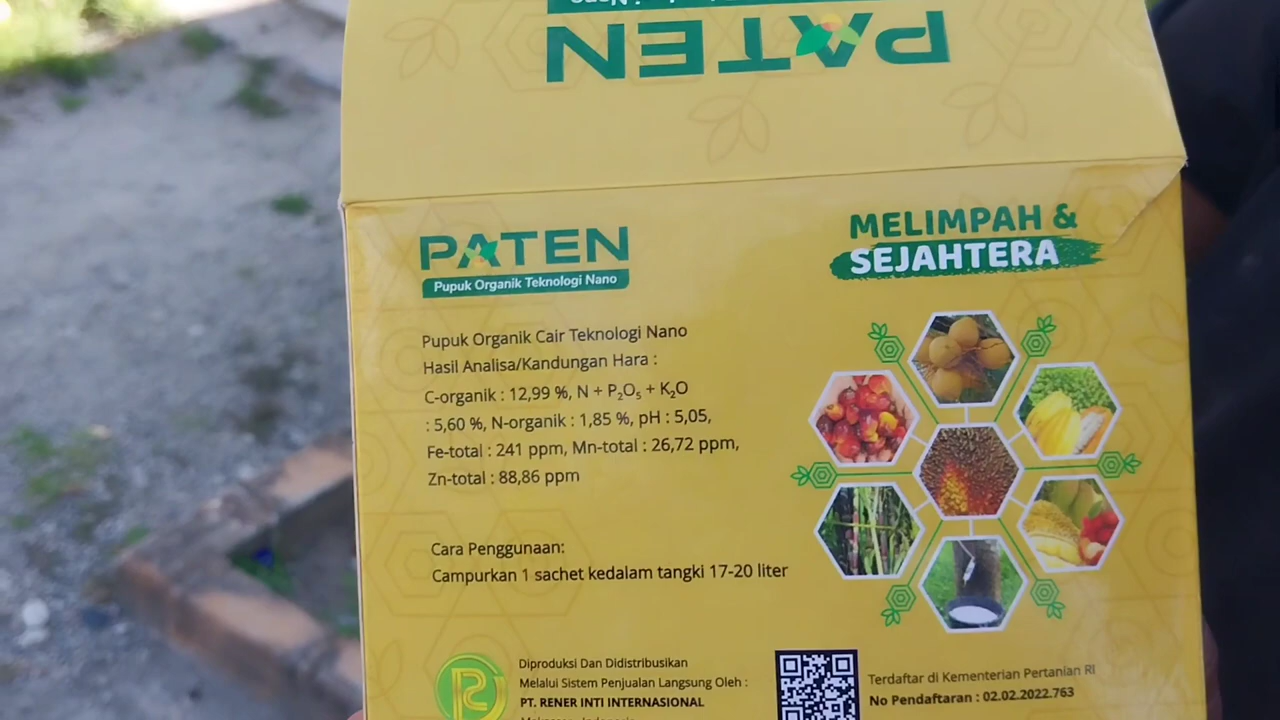 PATEN
PATEN
Pupuk Organik Teknologi Nano
MELIMPAH &
SEJAHTERA
Pupuk Organik Cair Teknologi Nano
Hasil Analisa/Kandungan Hara :
C-organik : 12,99 %, N + P₂O₅ + K₂O
: 5,60 %, N-organik : 1,85 %, pH : 5,05,
Fe-total : 241 ppm, Mn-total : 26,72 ppm,
Zn-total : 88,86 ppm
Cara Penggunaan:
Campurkan 1 sachet kedalam tangki 17-20 liter
Diproduksi Dan Didistribusikan
Melalui Sistem Penjualan Langsung Oleh :
PT. RENER INTI INTERNASIONAL
Terdaftar di Kementerian Pertanian RI
No Pendaftaran : 02.02.2022.763